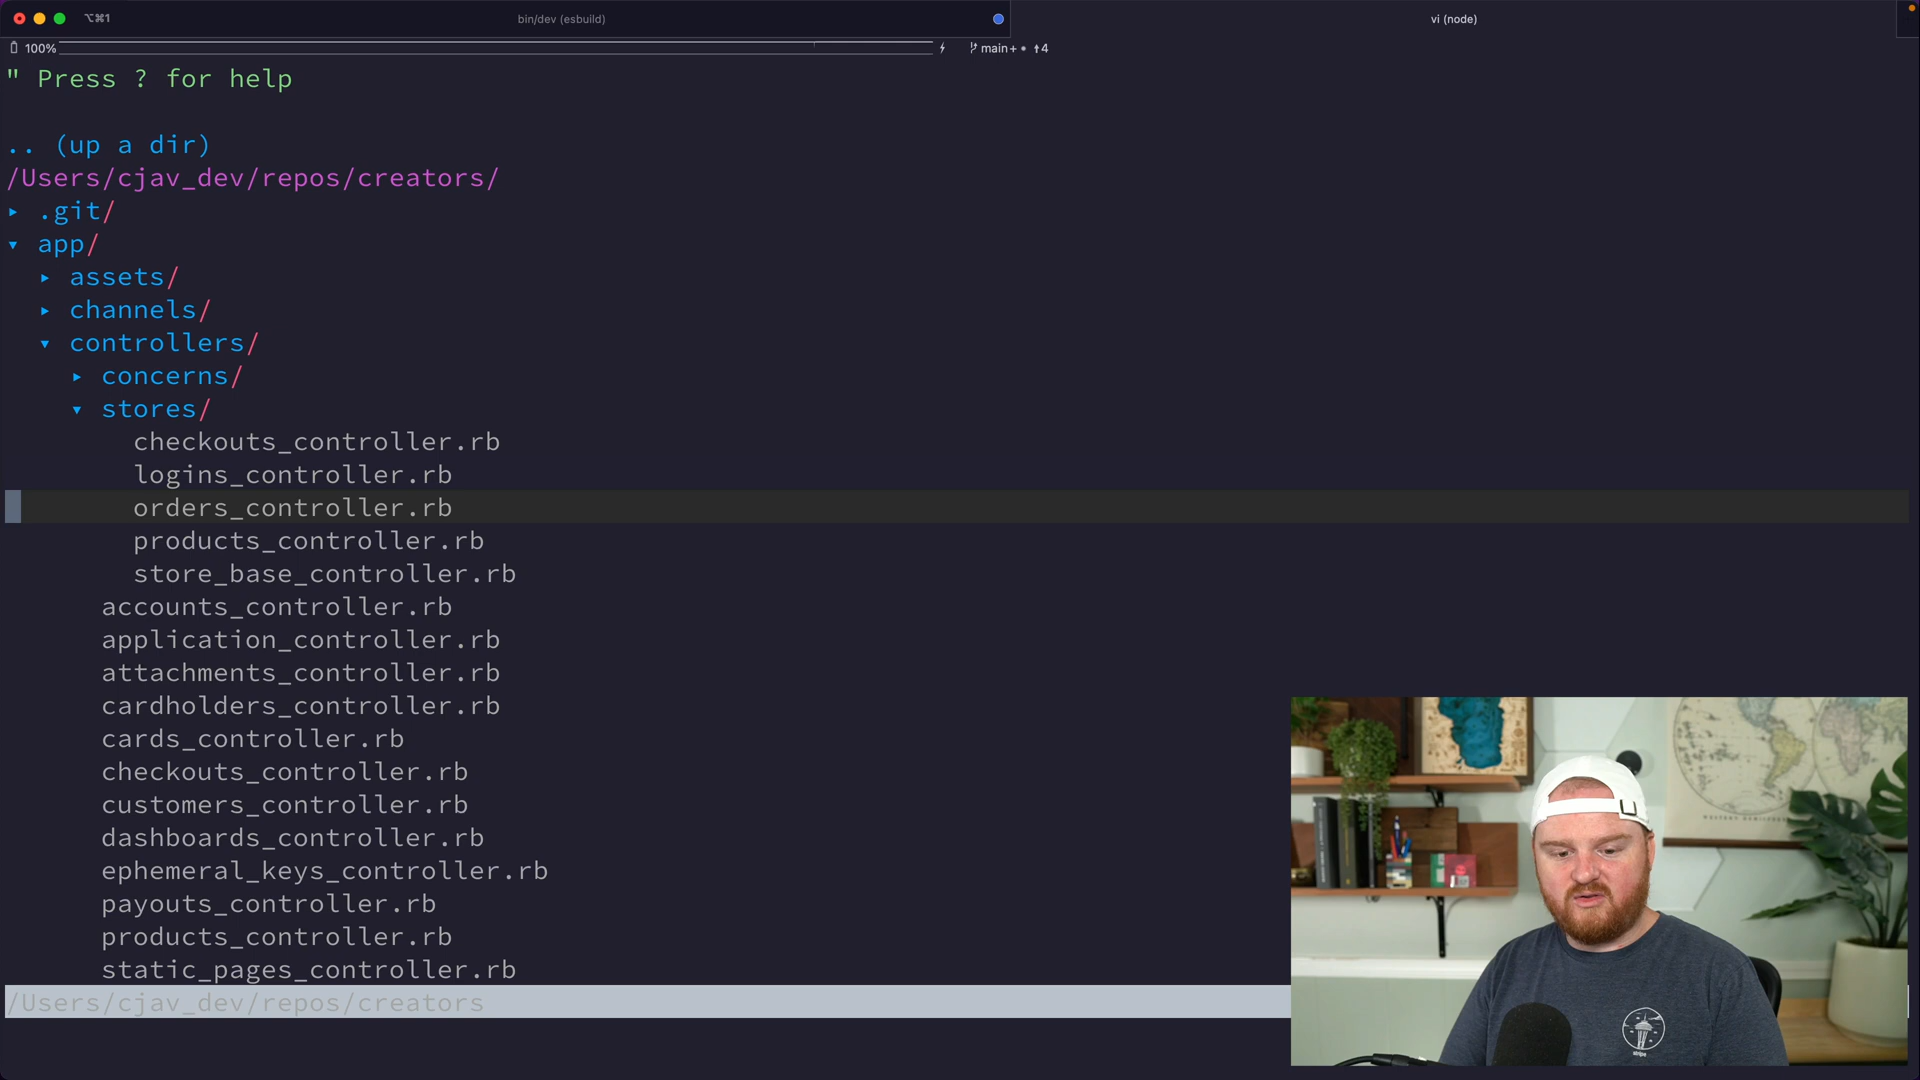 ⌥⌘1
bin/dev (esbuild)
vi (node)
100%
main+ • ↑4
" Press ? for help
.. (up a dir)
/Users/cjav_dev/repos/creators/
▸ .git/
▾ app/
▸ assets/
▸ channels/
▾ controllers/
▸ concerns/
▾ stores/
checkouts_controller.rb
logins_controller.rb
orders_controller.rb
products_controller.rb
store_base_controller.rb
accounts_controller.rb
application_controller.rb
attachments_controller.rb
cardholders_controller.rb
cards_controller.rb
checkouts_controller.rb
customers_controller.rb
dashboards_controller.rb
ephemeral_keys_controller.rb
payouts_controller.rb
products_controller.rb
static_pages_controller.rb
/Users/cjav_dev/repos/creators
stripe